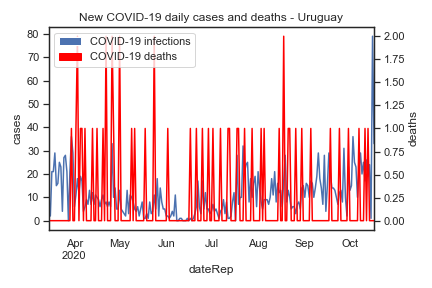 New COVID-19 daily cases and deaths - Uruguay
COVID-19 infections
COVID-19 deaths
80
70
60
50
40
30
20
10
0
cases
2.00
1.75
1.50
1.25
1.00
0.75
0.50
0.25
0.00
deaths
Apr May Jun Jul Aug Sep Oct
2020
dateRep